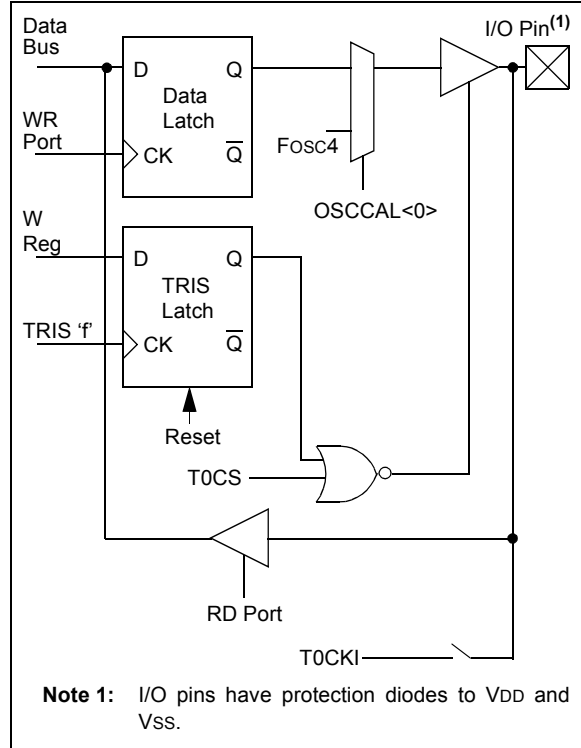 Data
Bus
I/O Pin(1)
D
Q
Data
Latch
WR
Port
CK
Q
FOSC4
OSCCAL<0>
W
Reg
D
Q
TRIS
Latch
TRIS ‘f’
CK
Q
Reset
T0CS
RD Port
T0CKI
Note 1: I/O pins have protection diodes to VDD and
VSS.